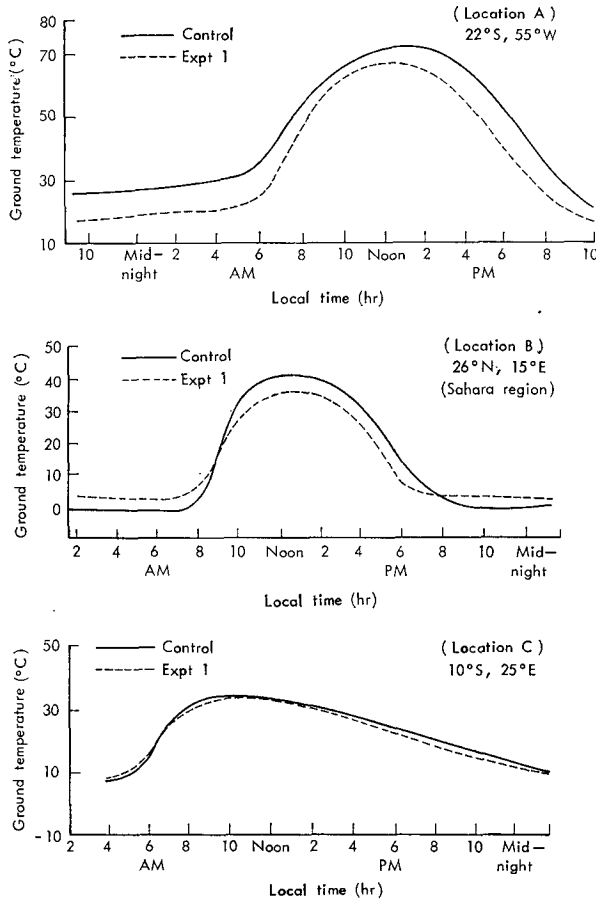 (Location A)
22°S, 55°W
Control
Expt 1
Ground temperature (°C)
80
70
50
30
10
10 Mid- 2 4 6 8 10 Noon 2 4 6 8 10
night AM PM
Local time (hr)
(Location B)
26°N, 15°E
(Sahara region)
Control
Expt 1
Ground temperature (°C)
50
40
30
20
10
0
2 4 6 8 10 Noon 2 4 6 8 10 Mid-
AM PM night
Local time (hr)
(Location C)
10°S, 25°E
Control
Expt 1
Ground temperature (°C)
50
30
10
-10
2 4 6 8 10 Noon 2 4 6 8 10 Mid-
AM PM night
Local time (hr)